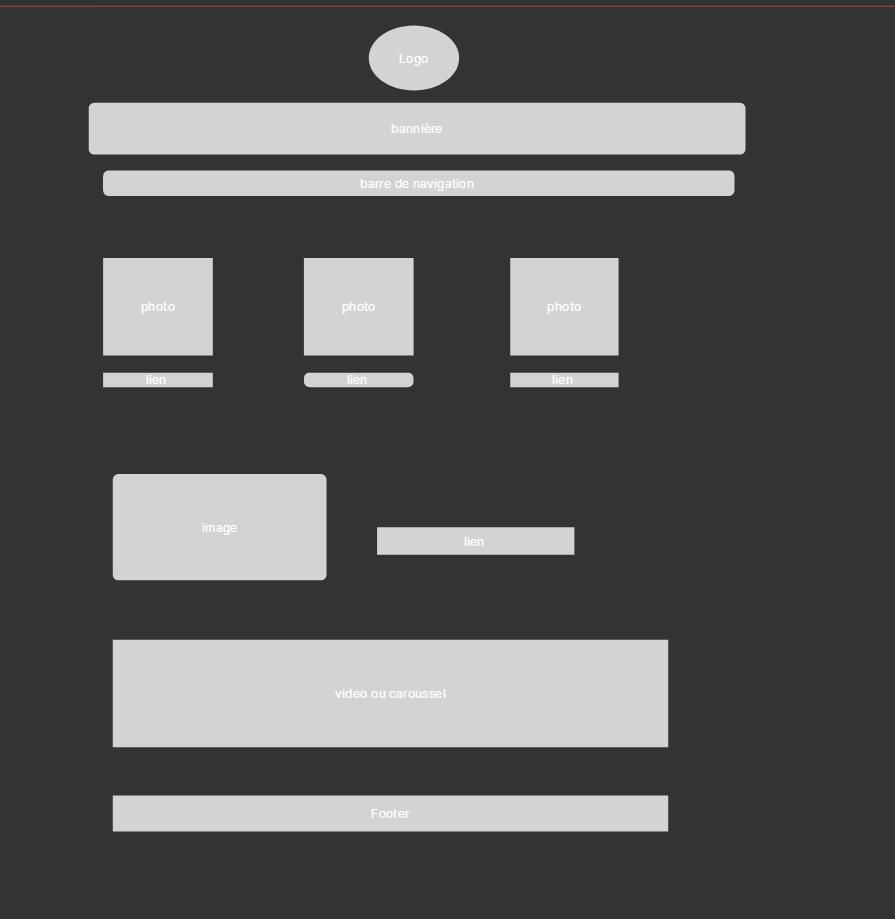 Logo
bannière
barre de navigation
photo
photo
photo
lien
lien
lien
image
lien
video ou caroussel
Footer